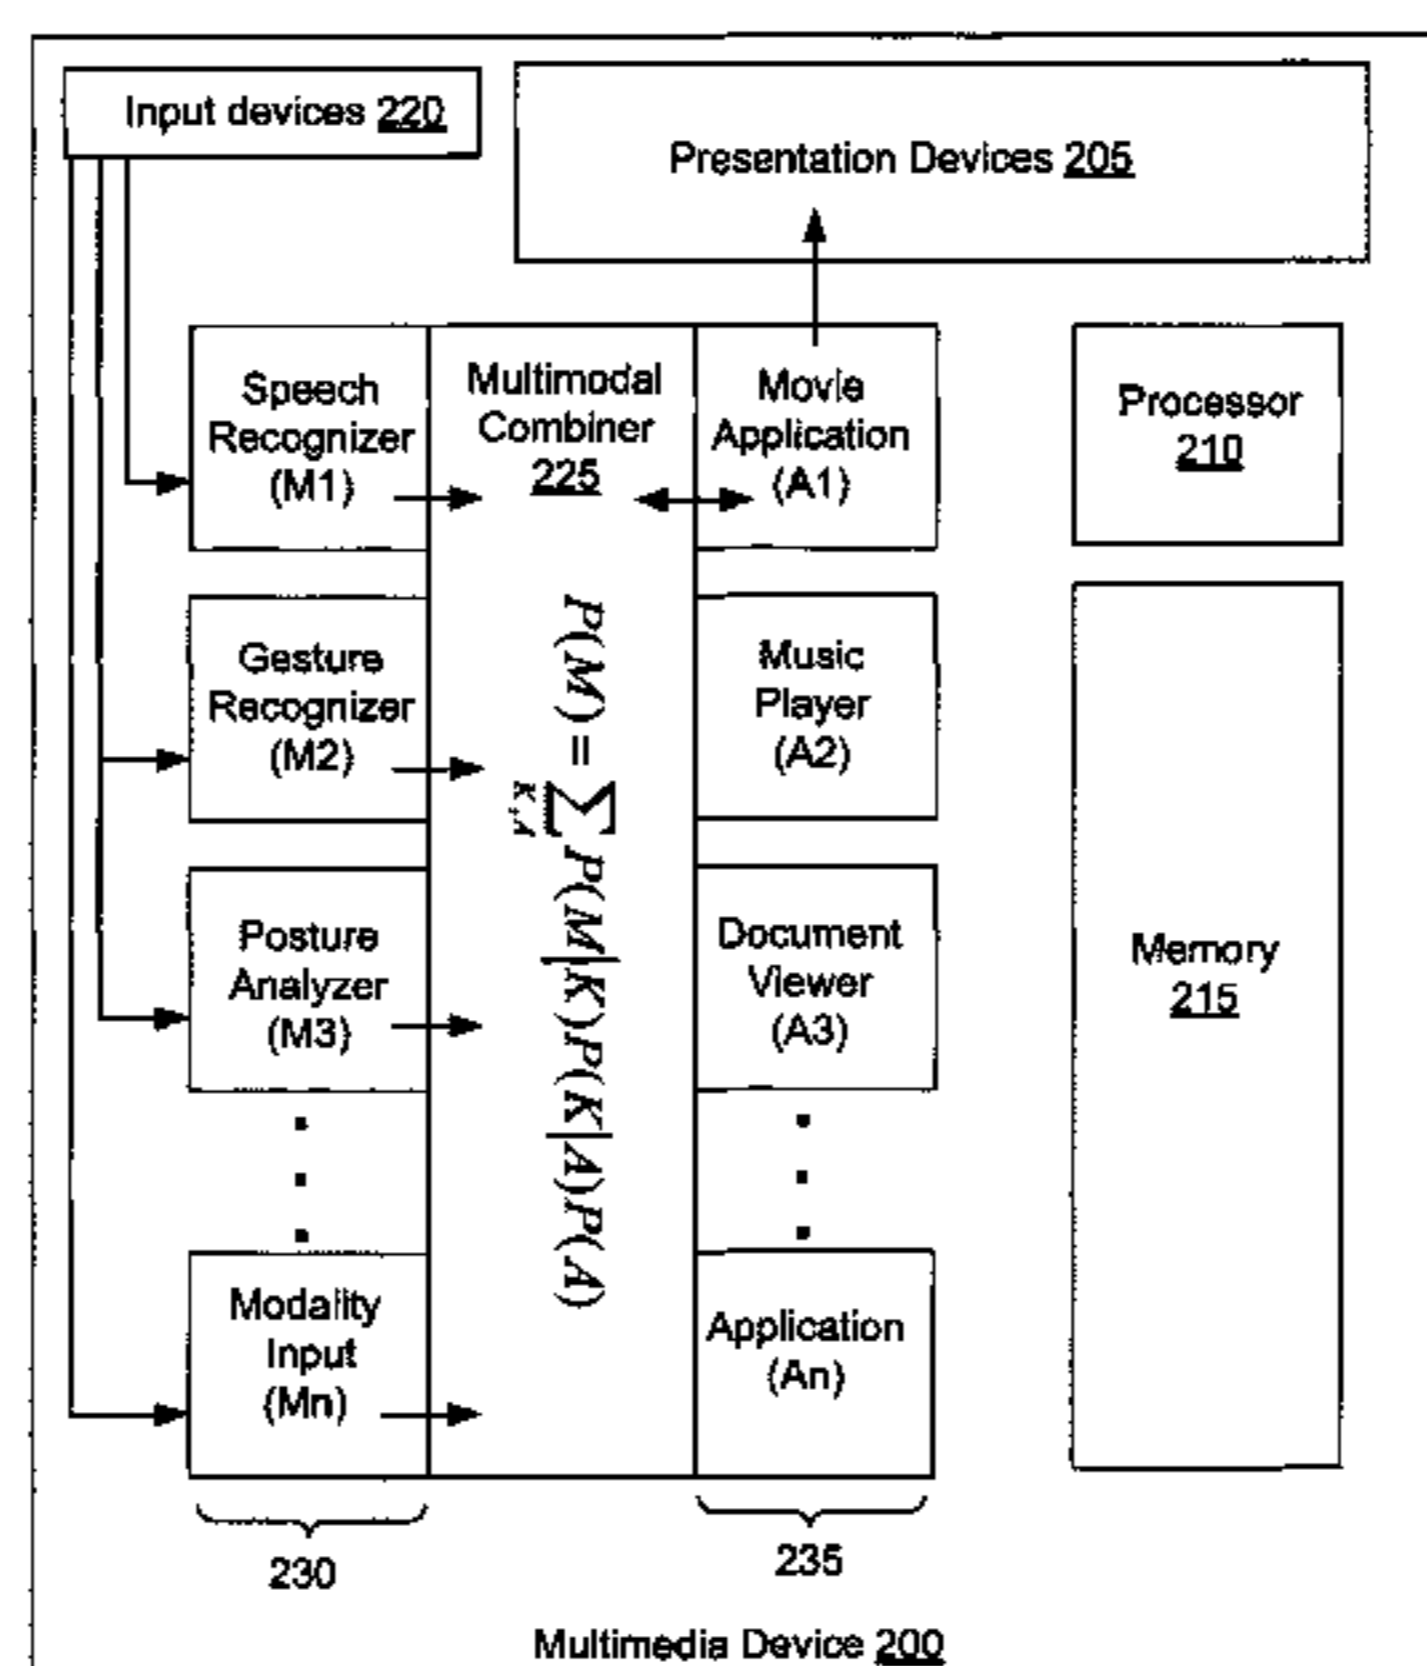 Input devices 220
Presentation Devices 205
Speech
Recognizer
(M1)
Multimodal
Combiner
225
Movie
Application
(A1)
Processor
210
P(M) = ∑ P(M|K)P(K|A)P(A)
K,A
Gesture
Recognizer
(M2)
Music
Player
(A2)
Posture
Analyzer
(M3)
Document
Viewer
(A3)
Memory
215
Modality
Input
(Mn)
Application
(An)
230
235
Multimedia Device 200